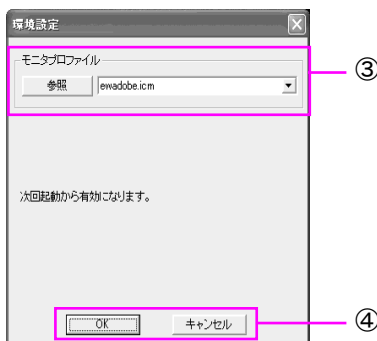 環境設定
モニタプロファイル
参照 ewadobe.icm
③
次回起動から有効になります。
OK キャンセル
④